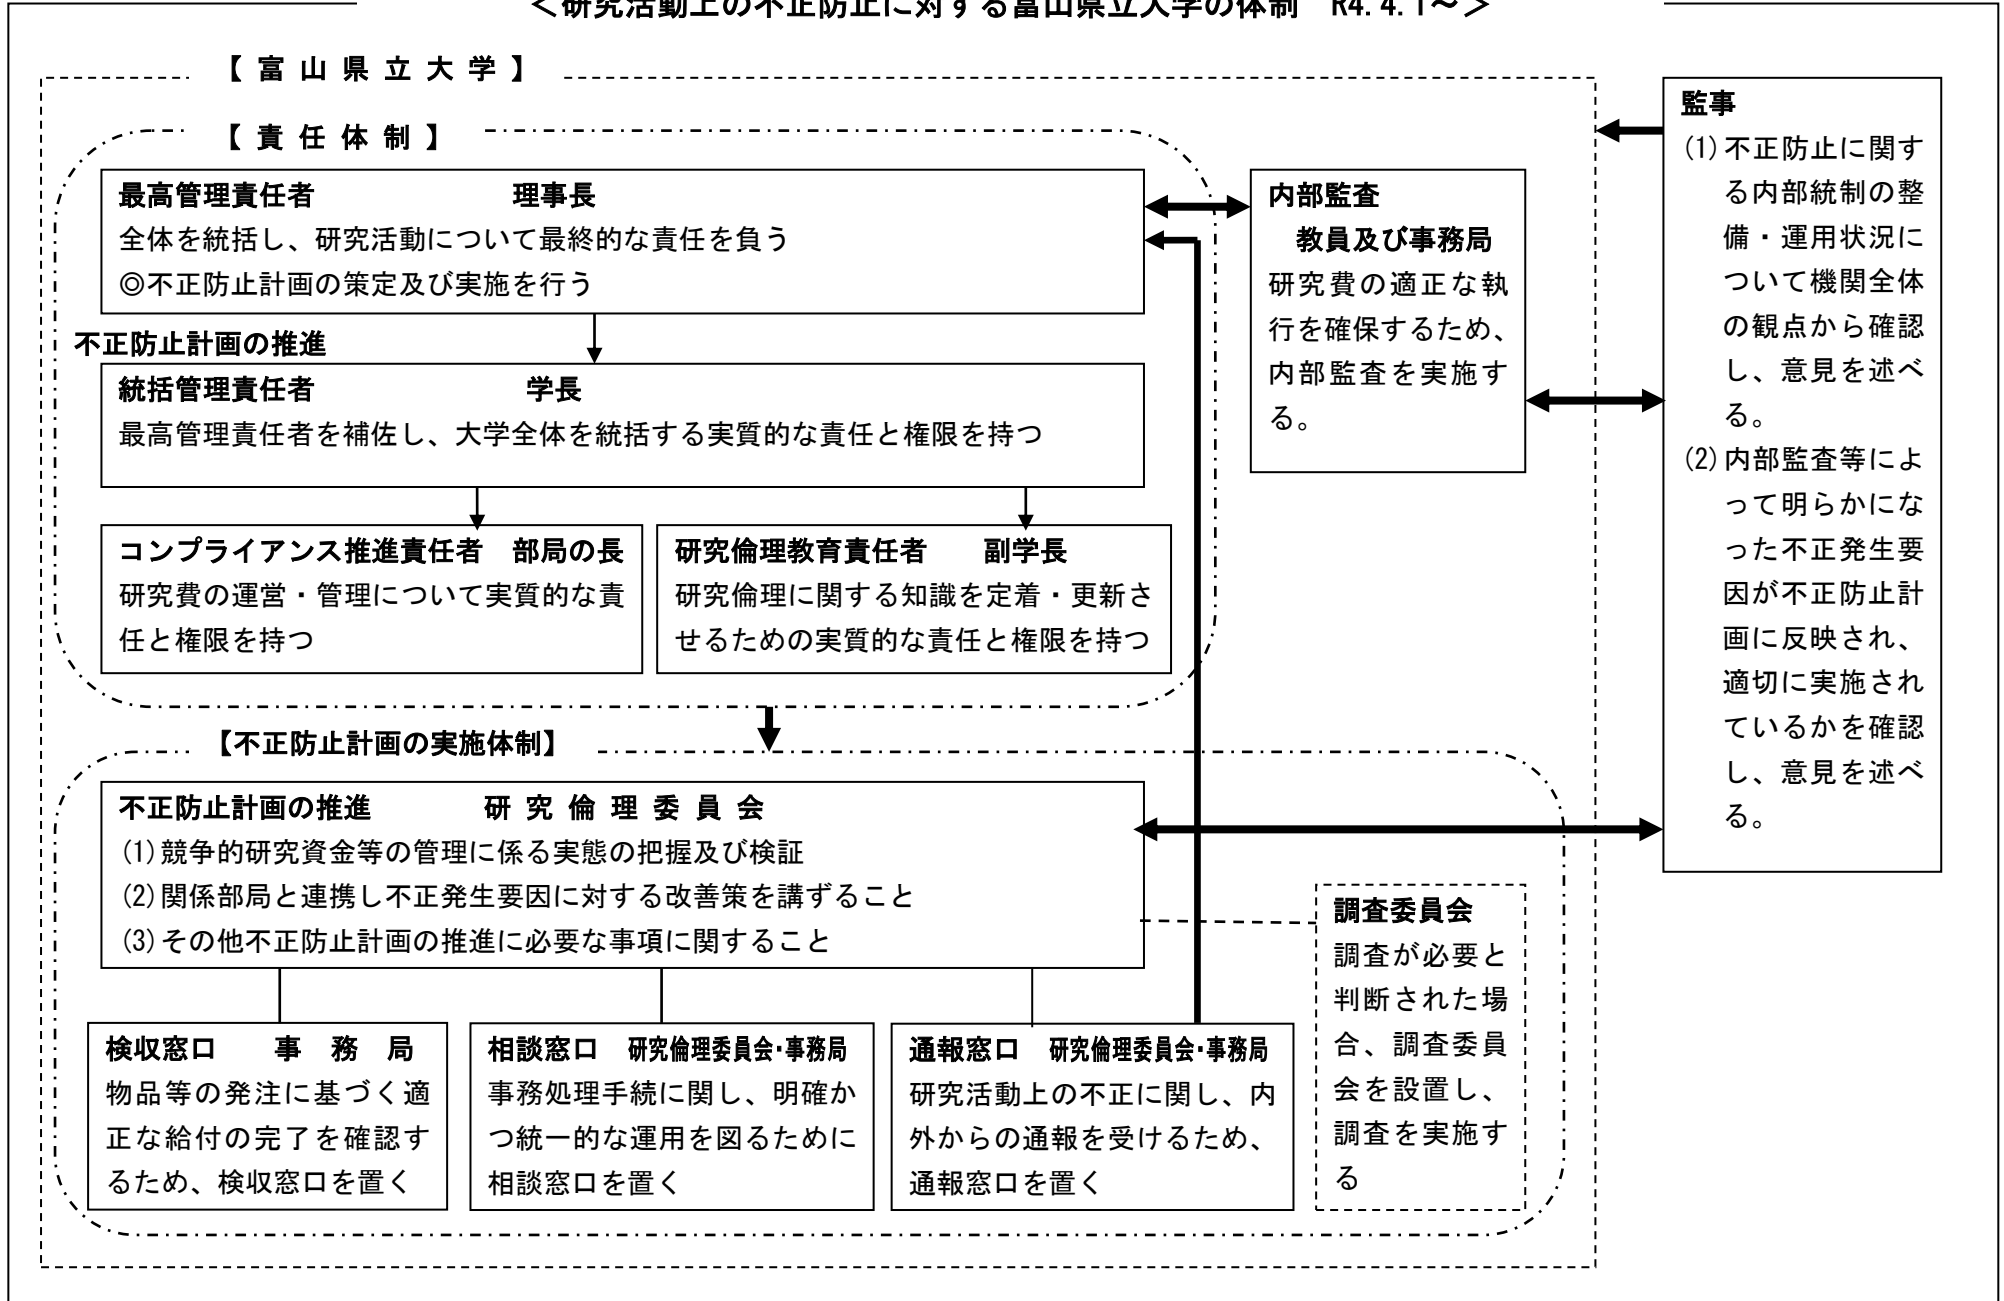 <研究活動上の不正防止に対する富山県立大学の体制　R4.4.1～>
【 富 山 県 立 大 学 】
【 責 任 体 制 】
最高管理責任者　理事長
全体を統括し、研究活動について最終的な責任を負う
◎不正防止計画の策定及び実施を行う
不正防止計画の推進
統括管理責任者　学長
最高管理責任者を補佐し、大学全体を統括する実質的な責任と権限を持つ
コンプライアンス推進責任者　部局の長
研究費の運営・管理について実質的な責
任と権限を持つ
研究倫理教育責任者　副学長
研究倫理に関する知識を定着・更新さ
せるための実質的な責任と権限を持つ
内部監査
教員及び事務局
研究費の適正な執
行を確保するため、
内部監査を実施す
る。
監事
(1)不正防止に関す
る内部統制の整
備・運用状況に
ついて機関全体
の観点から確認
し、意見を述べ
る。
(2)内部監査等によ
って明らかにな
った不正発生要
因が不正防止計
画に反映され、
適切に実施され
ているかを確認
し、意見を述べ
る。
【不正防止計画の実施体制】
不正防止計画の推進　研 究 倫 理 委 員 会
(1)競争的研究資金等の管理に係る実態の把握及び検証
(2)関係部局と連携し不正発生要因に対する改善策を講ずること
(3)その他不正防止計画の推進に必要な事項に関すること
調査委員会
調査が必要と
判断された場
合、調査委員
会を設置し、
調査を実施す
る
検収窓口　事　務　局
物品等の発注に基づく適
正な給付の完了を確認す
るため、検収窓口を置く
相談窓口　研究倫理委員会・事務局
事務処理手続に関し、明確か
つ統一的な運用を図るために
相談窓口を置く
通報窓口　研究倫理委員会・事務局
研究活動上の不正に関し、内
外からの通報を受けるため、
通報窓口を置く